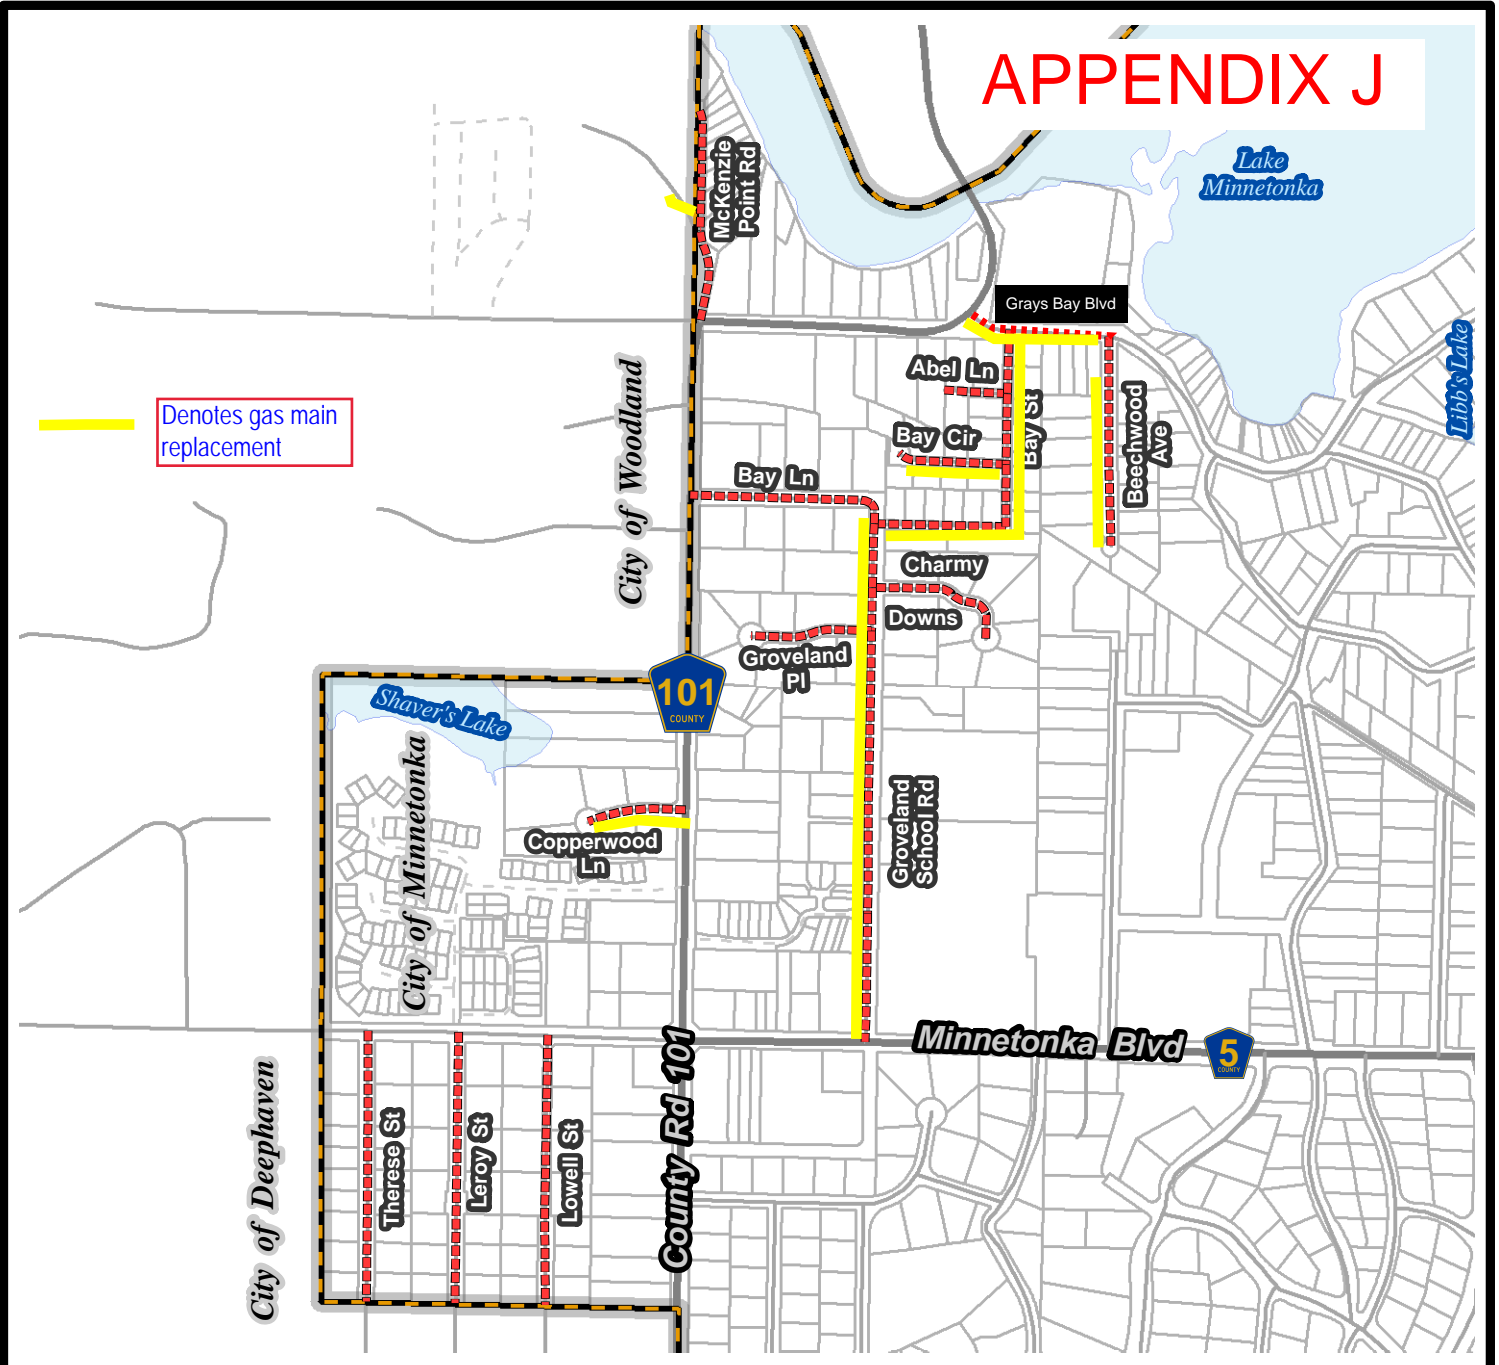 APPENDIX J
Lake
Minnetonka
McKenzie
Point Rd
Grays Bay Blvd
Libb's Lake
Abel Ln
Bay St
Beechwood
Ave
Denotes gas main
replacement
City of Woodland
Bay Cir
Bay Ln
Charmy
Downs
Groveland
Pl
101
COUNTY
Shaver's Lake
City of Minnetonka
Groveland
School Rd
Copperwood
Ln
Minnetonka Blvd
5
COUNTY
County Rd 101
City of Deephaven
Therese St
Leroy St
Lowell St